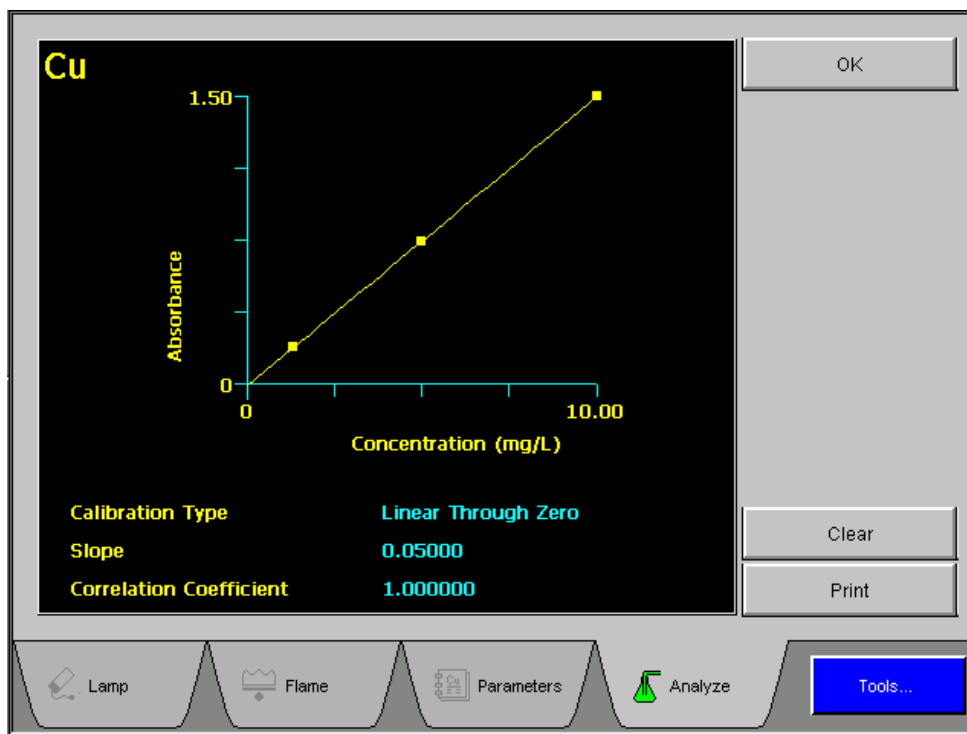 Cu
OK
1.50
Absorbance
0
0 10.00
Concentration (mg/L)
Calibration Type Linear Through Zero
Slope 0.05000
Correlation Coefficient 1.000000
Clear
Print
Lamp Flame Cu Parameters Analyze Tools...